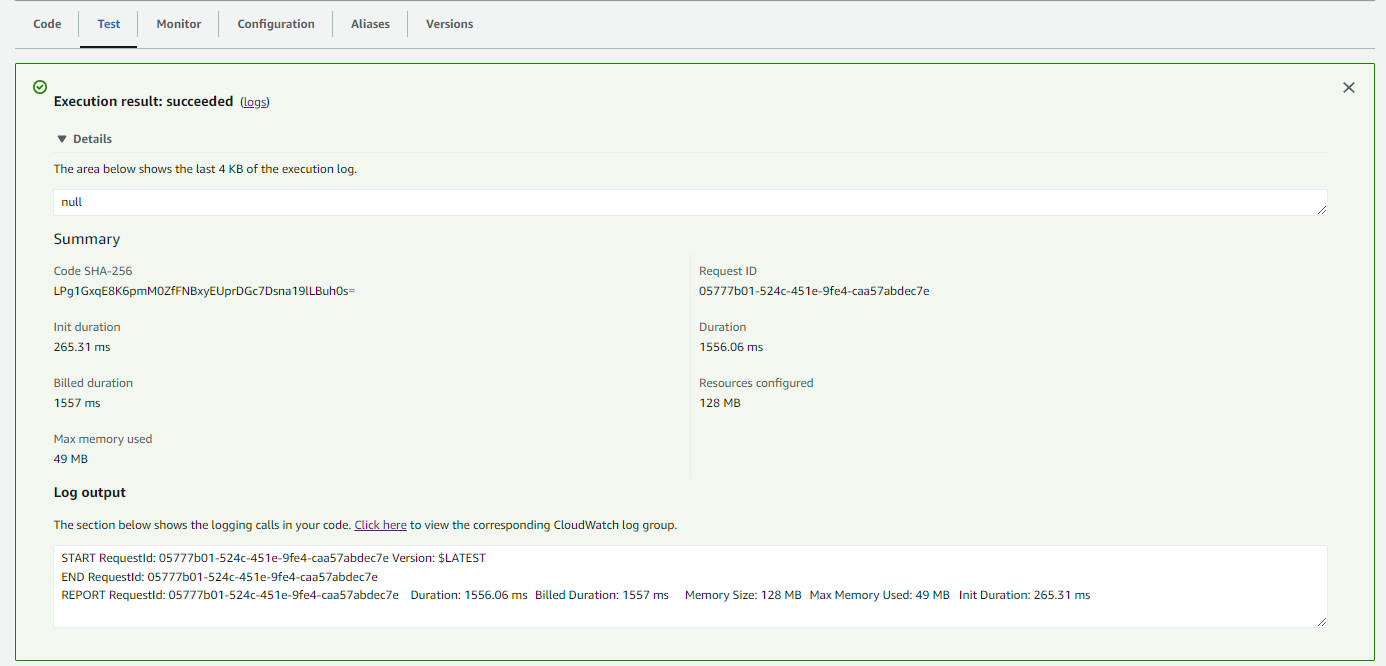 Code Test Monitor Configuration Aliases Versions
Execution result: succeeded (logs)
Details
The area below shows the last 4 KB of the execution log.
null
Summary
Code SHA-256
LPg1GxqE8K6pmM0ZfFNBxyEUprDGc7Dsna19lLBuh0s=
Request ID
05777b01-524c-451e-9fe4-caa57abdec7e
Init duration
265.31 ms
Duration
1556.06 ms
Billed duration
1557 ms
Resources configured
128 MB
Max memory used
49 MB
Log output
The section below shows the logging calls in your code. Click here to view the corresponding CloudWatch log group.
START RequestId: 05777b01-524c-451e-9fe4-caa57abdec7e Version: $LATEST
END RequestId: 05777b01-524c-451e-9fe4-caa57abdec7e
REPORT RequestId: 05777b01-524c-451e-9fe4-caa57abdec7e Duration: 1556.06 ms Billed Duration: 1557 ms Memory Size: 128 MB Max Memory Used: 49 MB Init Duration: 265.31 ms